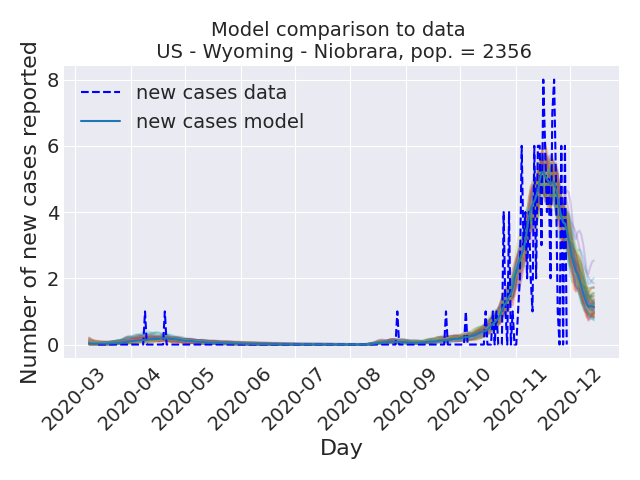 Model comparison to data
US - Wyoming - Niobrara, pop. = 2356
new cases data
new cases model
Number of new cases reported
8
6
4
2
0
2020-03
2020-04
2020-05
2020-06
2020-07
2020-08
2020-09
2020-10
2020-11
2020-12
Day